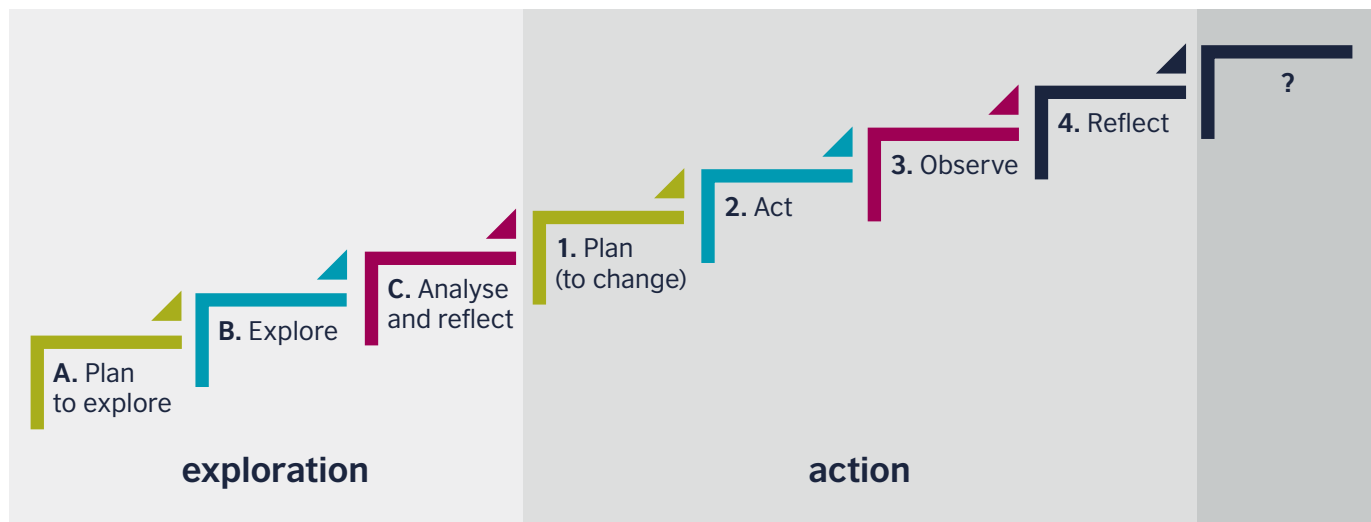 A. Plan
to explore
B. Explore
C. Analyse
and reflect
1. Plan
(to change)
2. Act
3. Observe
4. Reflect
?
exploration
action